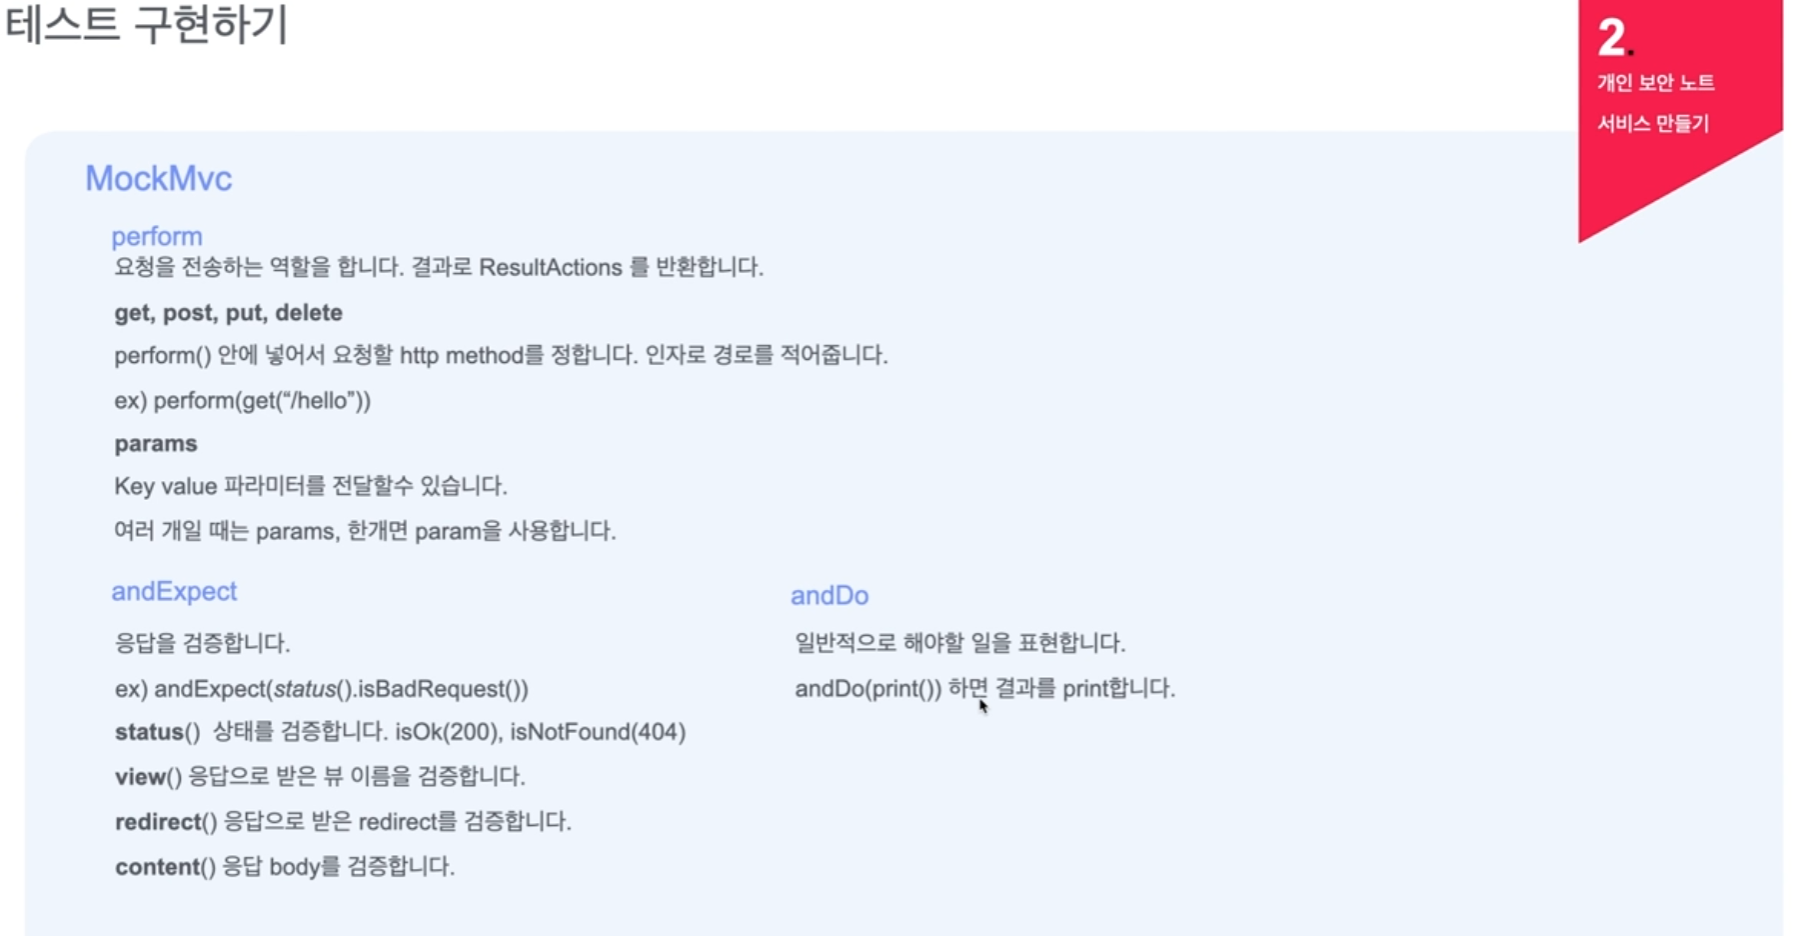 테스트 구현하기
2.
개인 보안 노트
서비스 만들기
MockMvc
perform
요청을 전송하는 역할을 합니다. 결과로 ResultActions 를 반환합니다.
get, post, put, delete
perform() 안에 넣어서 요청할 http method를 정합니다. 인자로 경로를 적어줍니다.
ex) perform(get(“/hello”))
params
Key value 파라미터를 전달할수 있습니다.
여러 개일 때는 params, 한개면 param을 사용합니다.
andExpect
응답을 검증합니다.
ex) andExpect(status().isBadRequest())
status()  상태를 검증합니다. isOk(200), isNotFound(404)
view() 응답으로 받은 뷰 이름을 검증합니다.
redirect() 응답으로 받은 redirect를 검증합니다.
content() 응답 body를 검증합니다.
andDo
일반적으로 해야할 일을 표현합니다.
andDo(print()) 하면 결과를 print합니다.